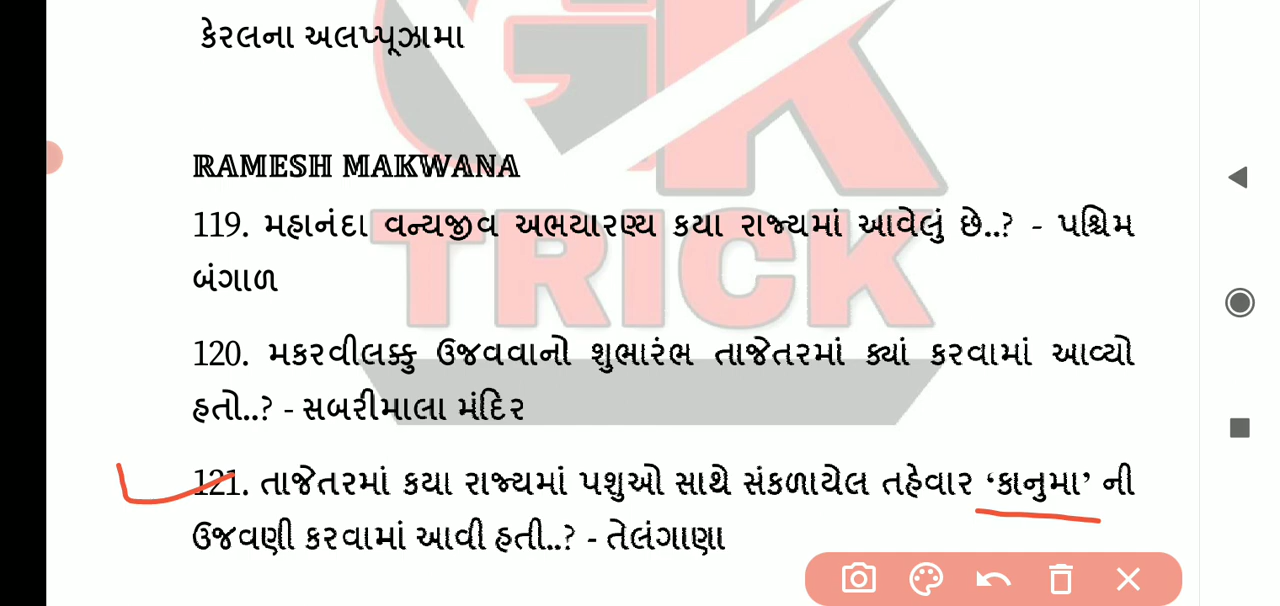 કેરલના અલપ્પૂઝામા
RAMESH MAKWANA
119. મહાનંદા વન્યજીવ અભયારણ્ય કયા રાજ્યમાં આવેલું છે..? - પશ્ચિમ
બંગાળ
120. મકરવીલક્કુ ઉજવવાનો શુભારંભ તાજેતરમાં ક્યાં કરવામાં આવ્યો
હતો..? - સબરીમાલા મંદિર
121. તાજેતરમાં કયા રાજ્યમાં પશુઓ સાથે સંકળાયેલ તહેવાર ‘કાનુમા’ ની
ઉજવણી કરવામાં આવી હતી..? - તેલંગાણા
GK
TRICK